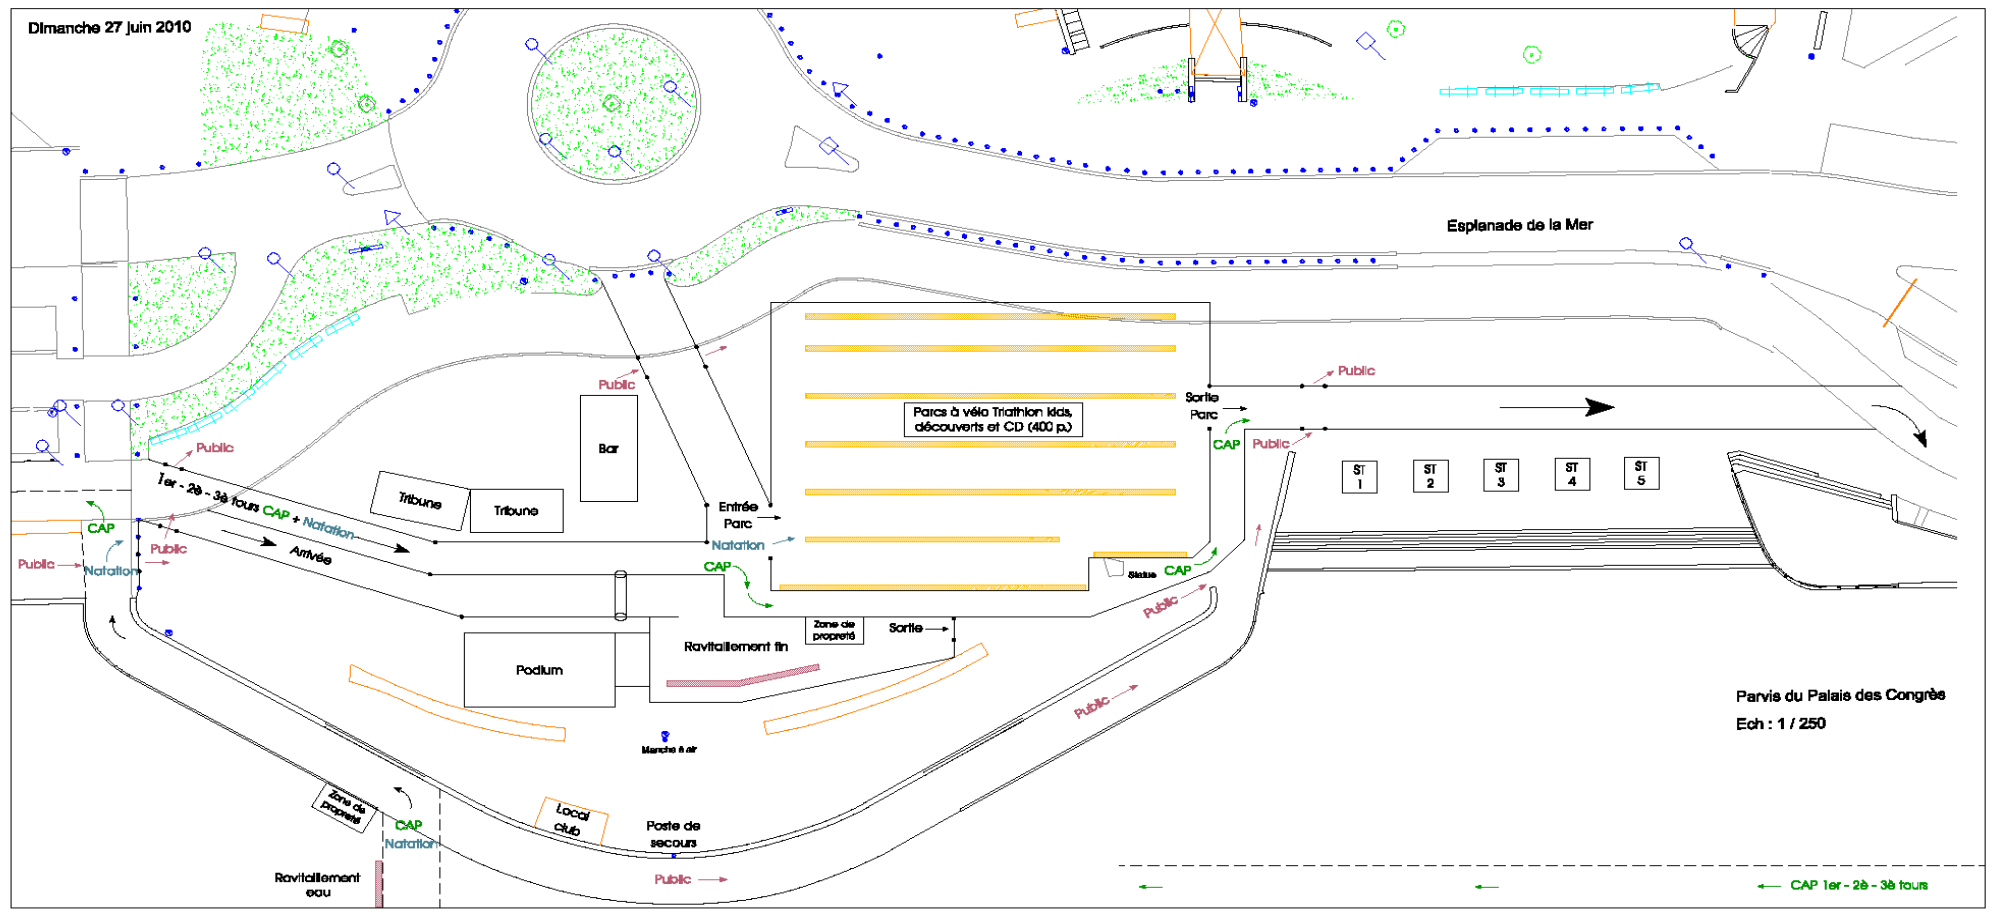 Dimanche 27 juin 2010
Esplanade de la Mer
Public
Public
Sortie
Parc
CAP
Public
Parcs à vélo Triathlon kids,
découverts et CD (400 p.)
Bar
Public
1er - 2è - 3è tours CAP + Natation
Tribune
Tribune
ST
1
ST
2
ST
3
ST
4
ST
5
Entrée
Parc
Natation
CAP
CAP
Public
Arrivée
Public
Natation
Statue
CAP
Public
Zone de
propreté
Sortie
Ravitaillement fin
Podium
Public
Parvis du Palais des Congrès
Ech : 1 / 250
Manche à air
Zone de
propreté
Local
club
CAP
Natation
Poste de
secours
Ravitaillement
eau
Public
CAP 1er - 2è - 3è tours